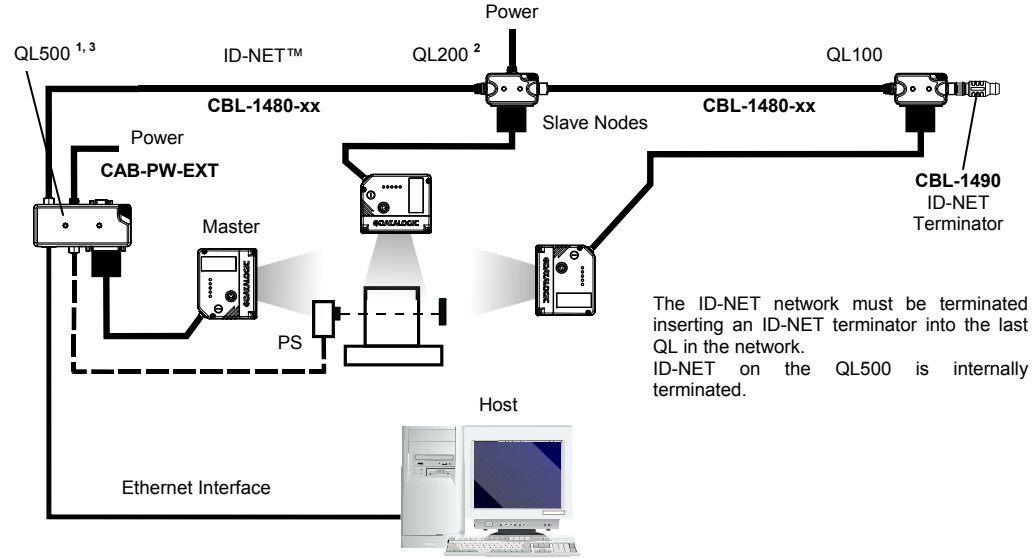 Power
QL500 1, 3
ID-NET™
QL200 2
QL100
CBL-1480-xx
CBL-1480-xx
Slave Nodes
Power
CAB-PW-EXT
CBL-1490
ID-NET
Terminator
Master
DATALOGIC
DATALOGIC
DATALOGIC
PS
The ID-NET network must be terminated
inserting an ID-NET terminator into the last
QL in the network.
ID-NET on the QL500 is internally
terminated.
Host
Ethernet Interface